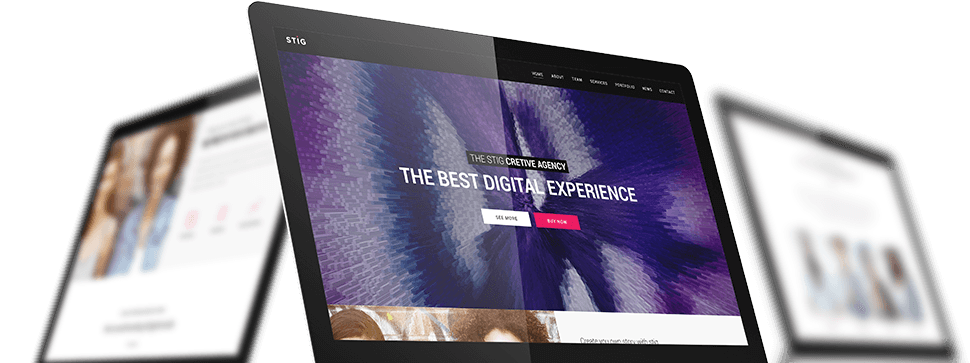 STIG
HOME ABOUT TEAM SERVICES PORTFOLIO NEWS CONTACT
THE STIG CRETIVE AGENCY
THE BEST DIGITAL EXPERIENCE
SEE MORE BUY NOW
Create you own story with stig